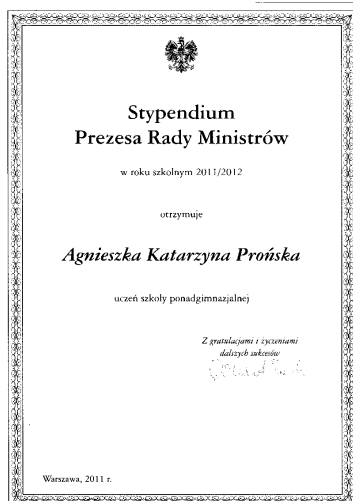 Stypendium
Prezesa Rady Ministrów
w roku szkolnym 2011/2012
otrzymuje
Agnieszka Katarzyna Prońska
uczeń szkoły ponadgimnazjalnej
Z gratulacjami i życzeniami
dalszych sukcesów
Warszawa, 2011 r.